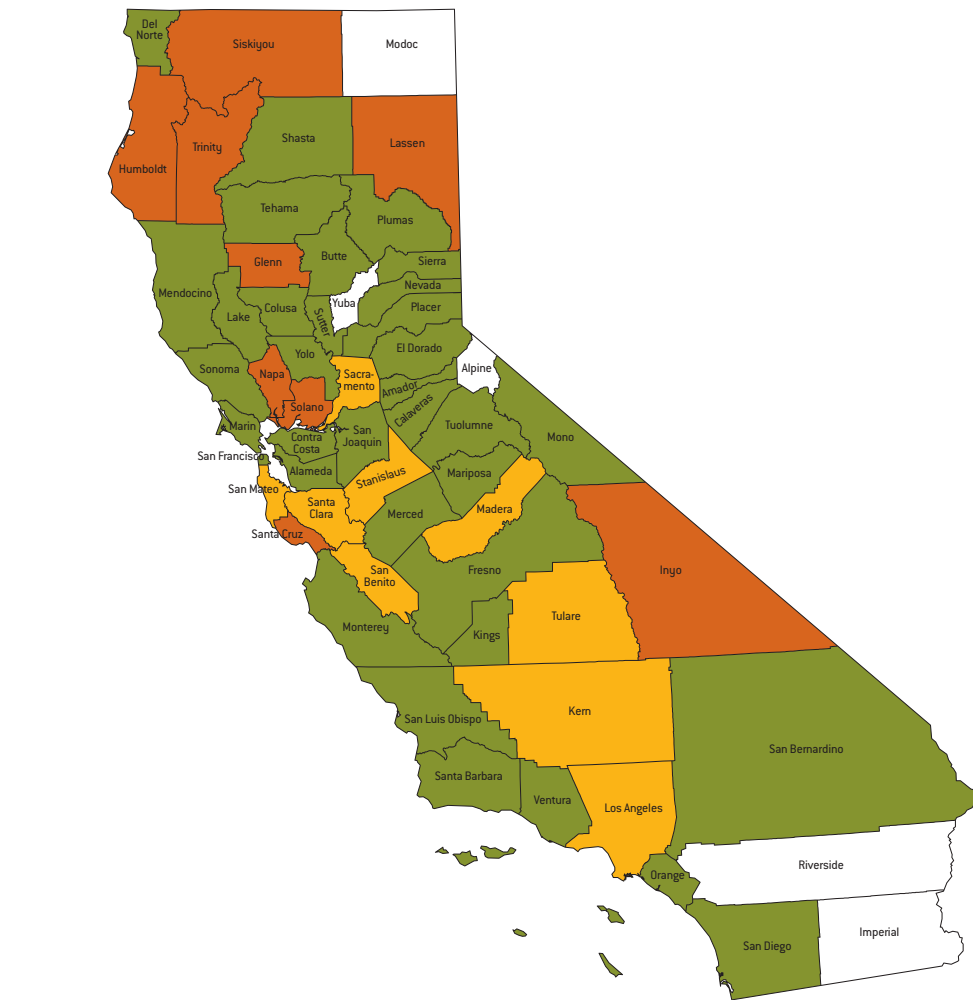 Del
Norte
Siskiyou
Modoc
Shasta
Lassen
Trinity
Humboldt
Tehama
Plumas
Butte
Glenn
Sierra
Nevada
Mendocino
Yuba
Placer
Colusa
Lake
Sutter
El Dorado
Yolo
Sonoma
Napa
Sacra-
mento
Alpine
Amador
Solano
Calaveras
Marin
San
Joaquin
Tuolumne
Mono
Contra
Costa
San Francisco
Alameda
Stanislaus
Mariposa
San Mateo
Santa
Clara
Merced
Madera
Santa Cruz
San
Benito
Fresno
Inyo
Tulare
Monterey
Kings
Kern
San Luis Obispo
San Bernardino
Santa Barbara
Ventura
Los Angeles
Riverside
Orange
San Diego
Imperial